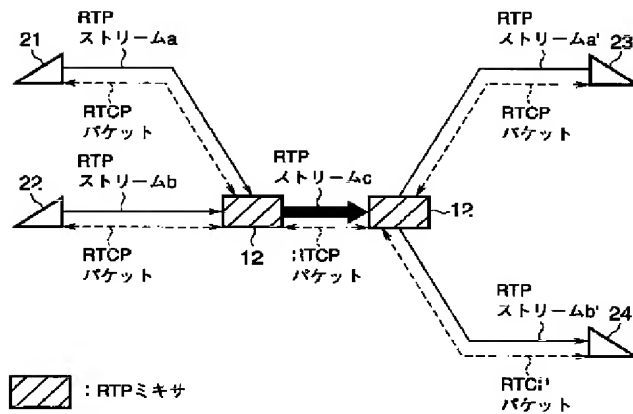 21
RTP
ストリームa
RTCP
パケット
22
RTP
ストリームb
RTCP
パケット
12
RTP
ストリームc
RTCP
パケット
12
RTP
ストリームa'
23
RTCP
パケット
RTP
ストリームb'
24
RTCP
パケット
:RTPミキサ